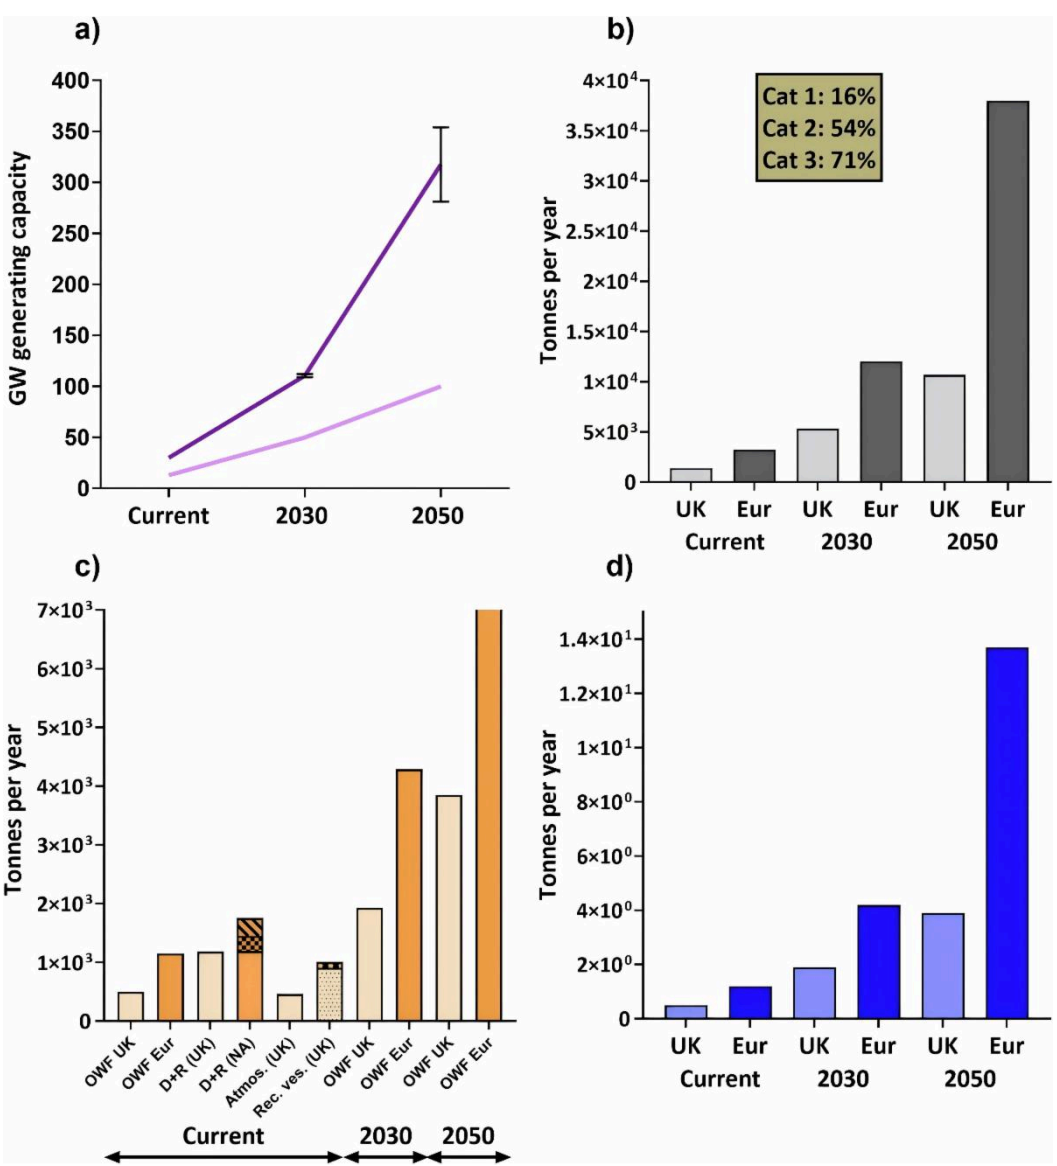 a)
GW generating capacity
400
350
300
250
200
150
100
50
0
Current 2030 2050
b)
Tonnes per year
4×10⁴
3.5×10⁴
3×10⁴
2.5×10⁴
2×10⁴
1.5×10⁴
1×10⁴
5×10³
0
Cat 1: 16%
Cat 2: 54%
Cat 3: 71%
UK Eur UK Eur UK Eur
Current 2030 2050
c)
Tonnes per year
7×10³
6×10³
5×10³
4×10³
3×10³
2×10³
1×10³
0
OWF UK
OWF Eur
D+R (UK)
D+R (NA)
Atmos. (UK)
Rec. ves. (UK)
OWF UK
OWF Eur
OWF UK
OWF Eur
Current 2030 2050
d)
Tonnes per year
1.4×10¹
1.2×10¹
1×10¹
8×10⁰
6×10⁰
4×10⁰
2×10⁰
0
UK Eur UK Eur UK Eur
Current 2030 2050